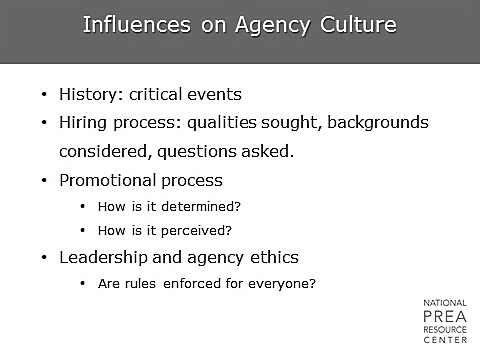 Influences on Agency Culture
• History: critical events
• Hiring process: qualities sought, backgrounds
considered, questions asked.
• Promotional process
• How is it determined?
• How is it perceived?
• Leadership and agency ethics
• Are rules enforced for everyone?
NATIONAL
PREA
RESOURCE
CENTER